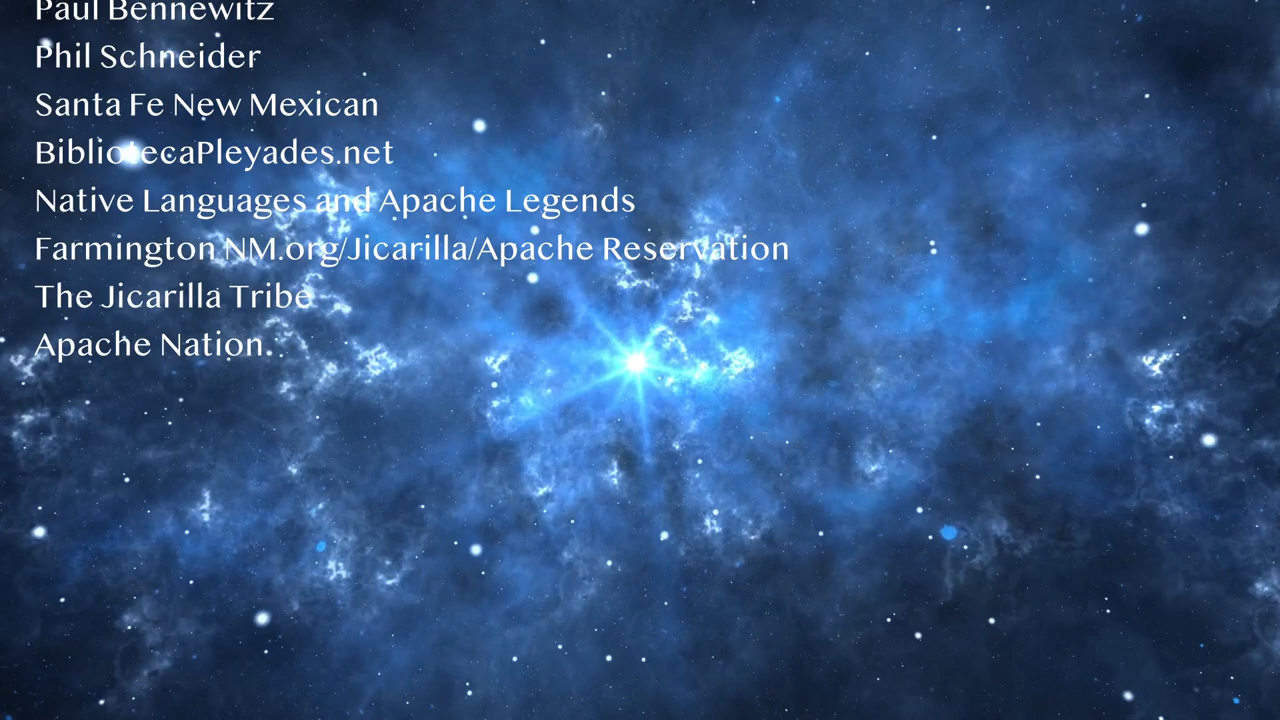 Paul Bennewitz
Phil Schneider
Santa Fe New Mexican
BibliotecaPleyades.net
Native Languages and Apache Legends
Farmington NM.org/Jicarilla/Apache Reservation
The Jicarilla Tribe
Apache Nation.